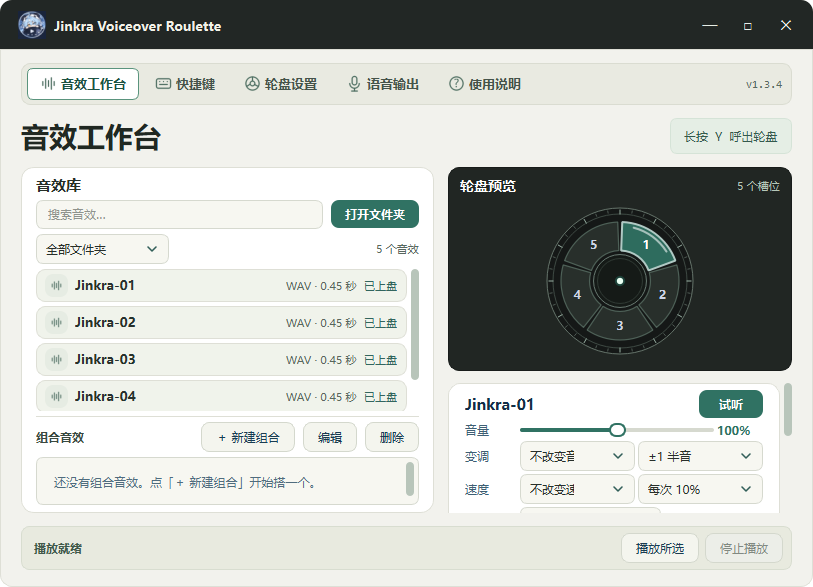 Jinkra Voiceover Roulette
音效工作台 快捷键 轮盘设置 语音输出 使用说明 v1.3.4
音效工作台
长按 Y 呼出轮盘
音效库
搜索音效... 打开文件夹
全部文件夹 5 个音效
Jinkra-01 WAV · 0.45 秒 已上盘
Jinkra-02 WAV · 0.45 秒 已上盘
Jinkra-03 WAV · 0.45 秒 已上盘
Jinkra-04 WAV · 0.45 秒 已上盘
组合音效 + 新建组合 编辑 删除
还没有组合音效。点「+ 新建组合」开始搭一个。
轮盘预览 5 个槽位
5 1
4 2
3
Jinkra-01 试听
音量 100%
变调 不改变音 ±1 半音
速度 不改变速 每次 10%
播放就绪 播放所选 停止播放